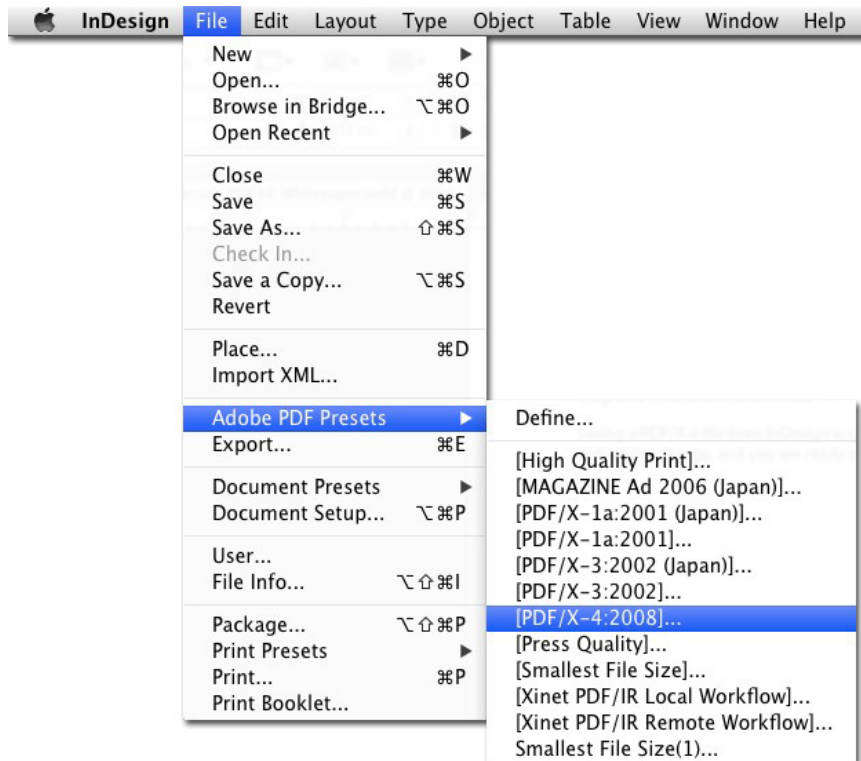 InDesign File Edit Layout Type Object Table View Window Help
New
Open... ⌘O
Browse in Bridge... ⌥⌘O
Open Recent
Close ⌘W
Save ⌘S
Save As... ⇧⌘S
Check In...
Save a Copy... ⌥⌘S
Revert
Place... ⌘D
Import XML...
Adobe PDF Presets
Export... ⌘E
Document Presets
Document Setup... ⌥⌘P
User...
File Info... ⌥⇧⌘I
Package... ⌥⇧⌘P
Print Presets
Print... ⌘P
Print Booklet...
Define...
[High Quality Print]...
[MAGAZINE Ad 2006 (Japan)]...
[PDF/X-1a:2001 (Japan)]...
[PDF/X-1a:2001]...
[PDF/X-3:2002 (Japan)]...
[PDF/X-3:2002]...
[PDF/X-4:2008]...
[Press Quality]...
[Smallest File Size]...
[Xinet PDF/IR Local Workflow]...
[Xinet PDF/IR Remote Workflow]...
Smallest File Size(1)...